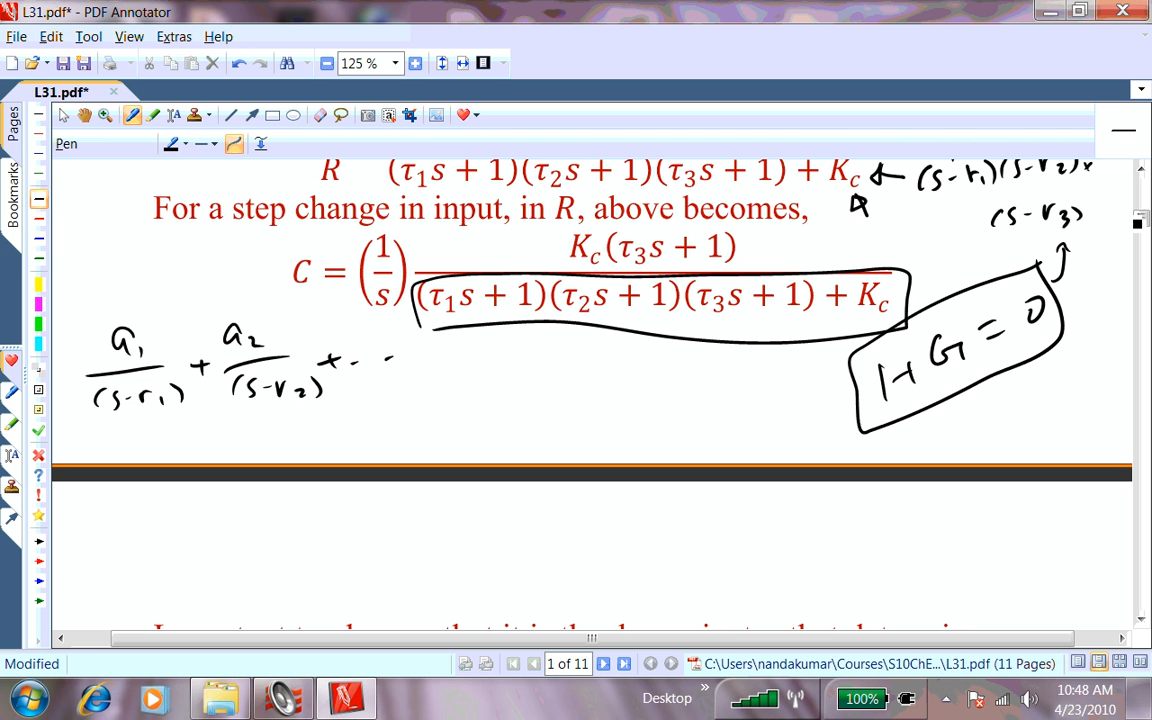 L31.pdf* - PDF Annotator
File Edit Tool View Extras Help
125 %
L31.pdf*
Pen
Pages
Bookmarks
R (τ₁s + 1)(τ₂s + 1)(τ₃s + 1) + K_c ← (s-r₁)(s-r₂)×
(s-r₃)
For a step change in input, in R, above becomes,
C = (1/s) K_c(τ₃s + 1) / (τ₁s + 1)(τ₂s + 1)(τ₃s + 1) + K_c
1+G=0
a₁/(s-r₁) + a₂/(s-r₂) + ...
1 of 11
C:\Users\nandakumar\Courses\S10ChE...\L31.pdf (11 Pages)
Modified
Desktop
»
100%
10:48 AM
4/23/2010